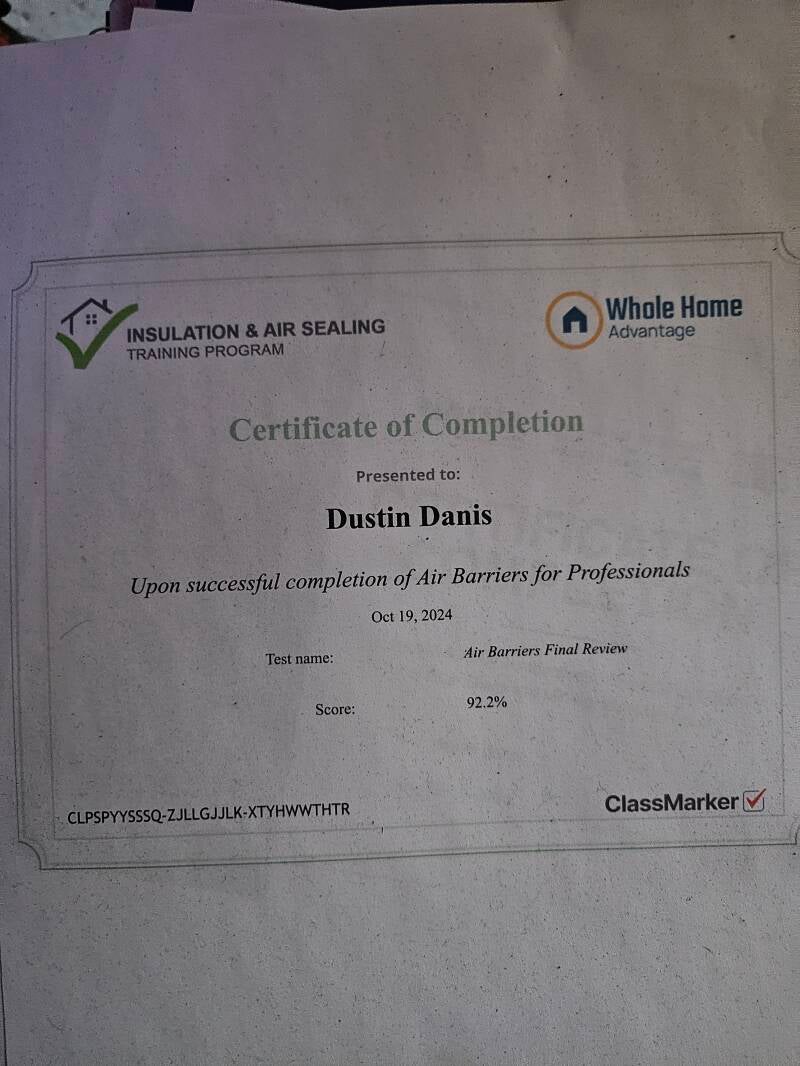 INSULATION & AIR SEALING
TRAINING PROGRAM
Whole Home
Advantage
Certificate of Completion
Presented to:
Dustin Danis
Upon successful completion of Air Barriers for Professionals
Oct 19, 2024
Test name: Air Barriers Final Review
Score: 92.2%
CLPSPYYSSSQ-ZJLLGJJLK-XTYHWWTHTR
ClassMarker